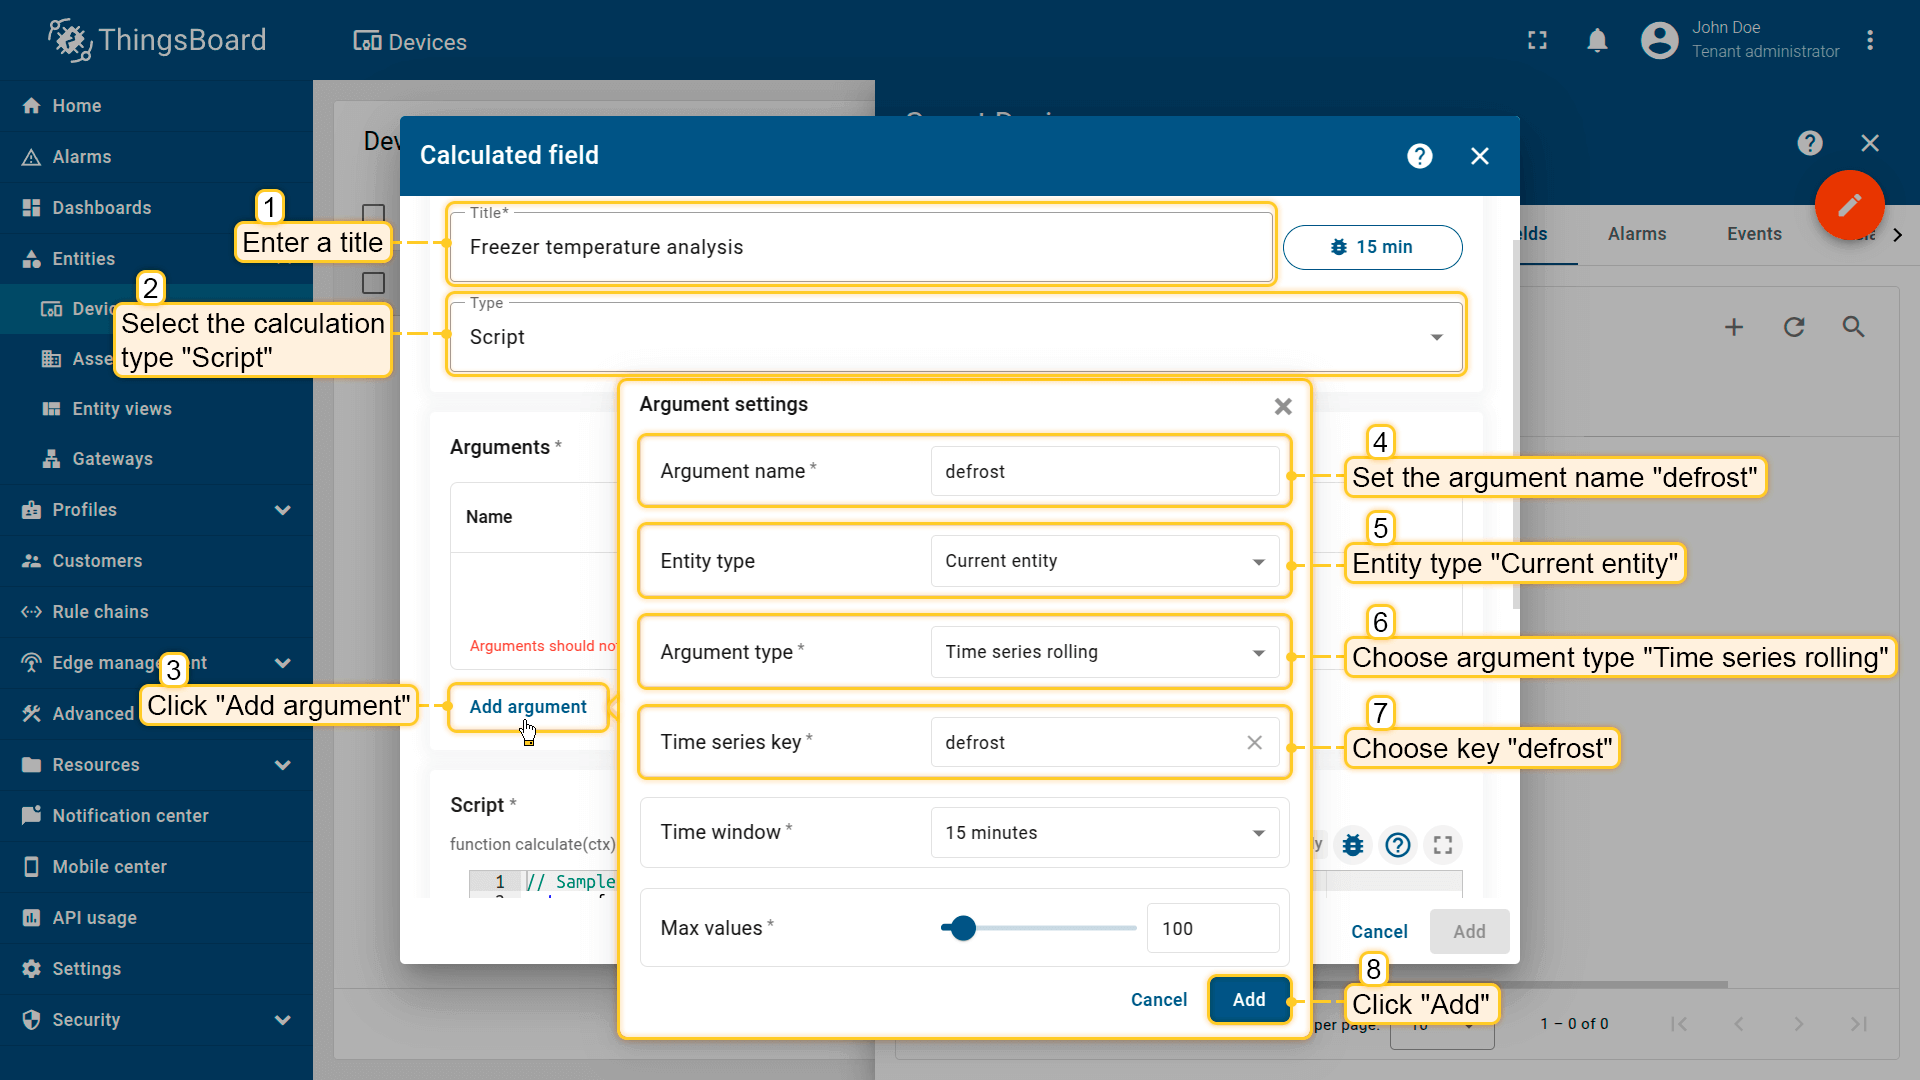 ThingsBoard
Devices
John Doe
Tenant administrator
Home
Alarms
Dashboards
Entities
Devic
Asse
Entity views
Gateways
Profiles
Customers
Rule chains
Edge management
Advanced
Resources
Notification center
Mobile center
API usage
Settings
Security
Dev
Calculated field
1
Enter a title
Title*
Freezer temperature analysis
15 min
2
Select the calculation
type "Script"
Type
Script
Alarms
Events
Arguments *
Name
Arguments should no
3
Click "Add argument"
Add argument
Script *
function calculate(ctx)
1
// Sample
Argument settings
Argument name *
defrost
4
Set the argument name "defrost"
Entity type
Current entity
5
Entity type "Current entity"
Argument type *
Time series rolling
6
Choose argument type "Time series rolling"
Time series key *
defrost
7
Choose key "defrost"
Time window *
15 minutes
Max values *
100
Cancel
Add
8
Click "Add"
Cancel
Add
per page:
10
1 – 0 of 0